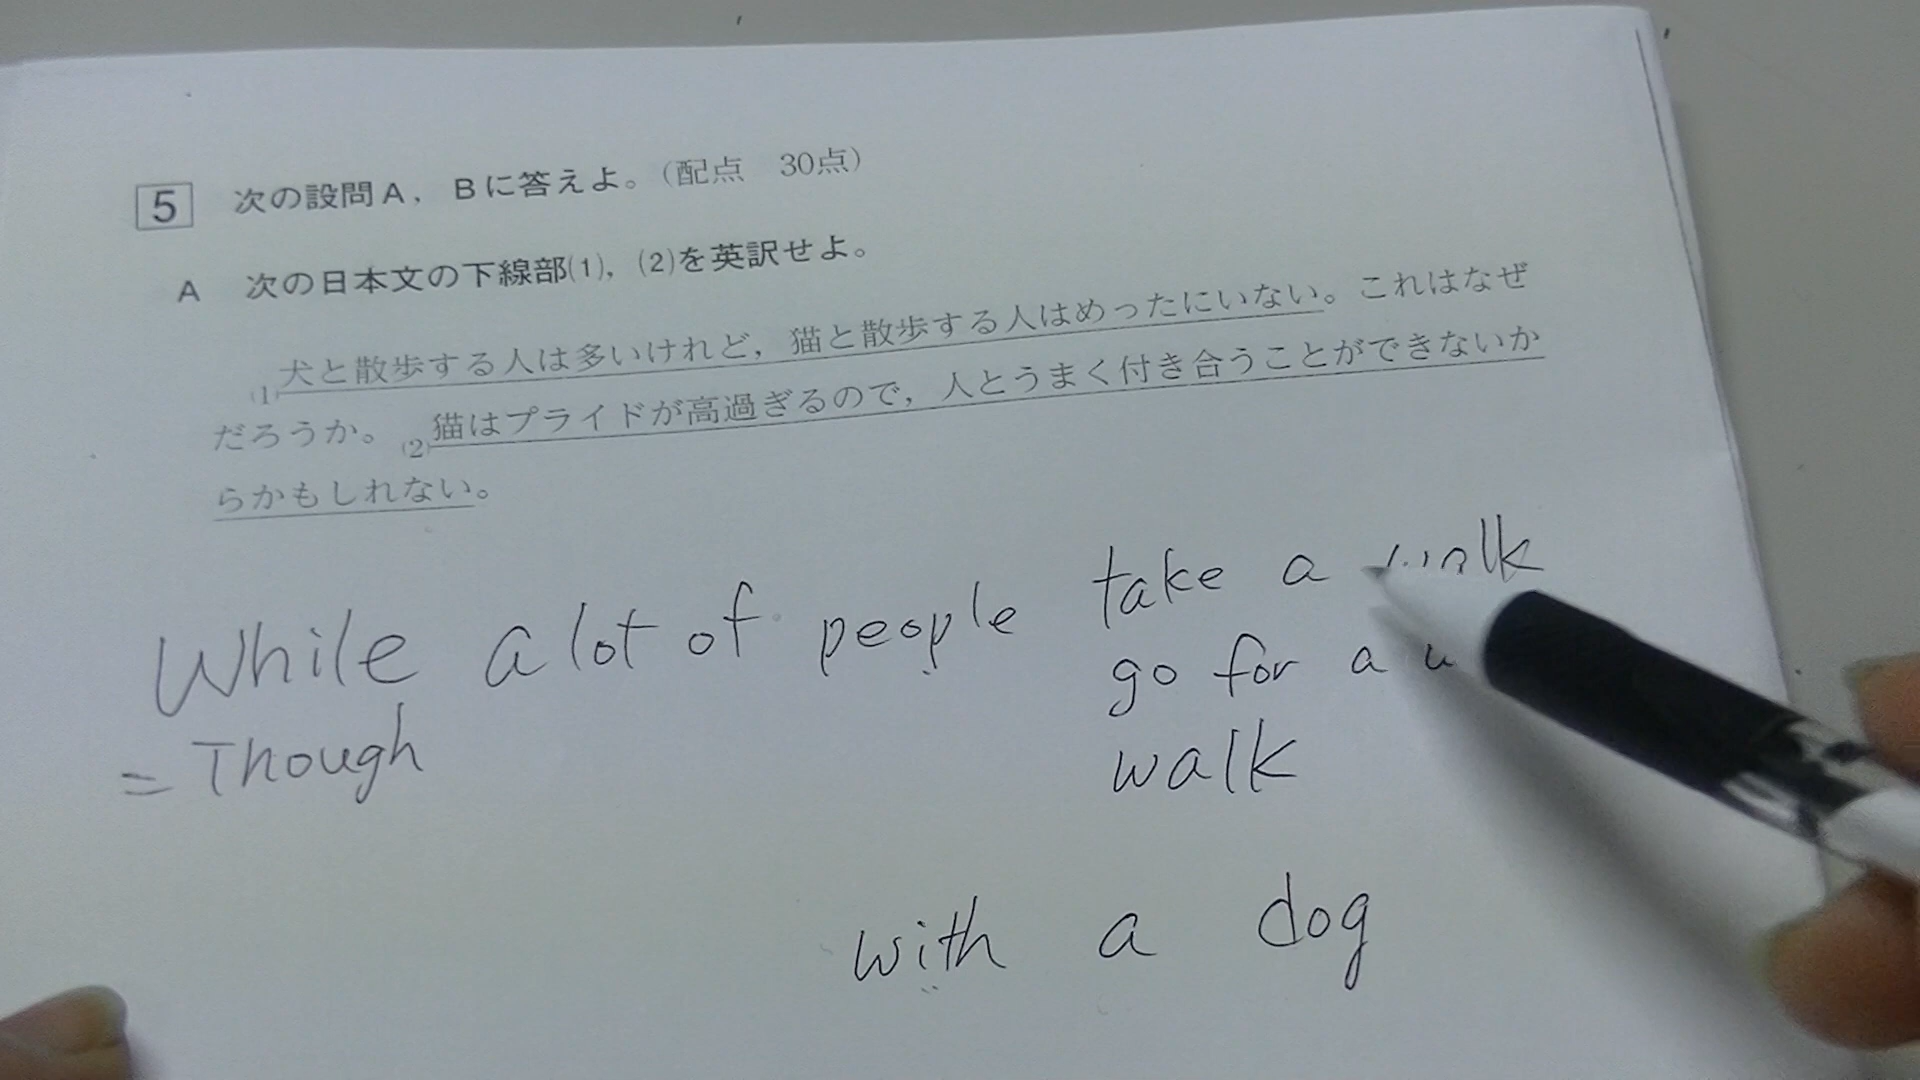 5 次の設問A，Bに答えよ。（配点 30点）
A 次の日本文の下線部(1)，(2)を英訳せよ。
(1)犬と散歩する人は多いけれど，猫と散歩する人はめったにいない。これはなぜ
だろうか。(2)猫はプライドが高過ぎるので，人とうまく付き合うことができないか
らかもしれない。
While a lot of people take a walk
go for a
= Though
walk
with a dog